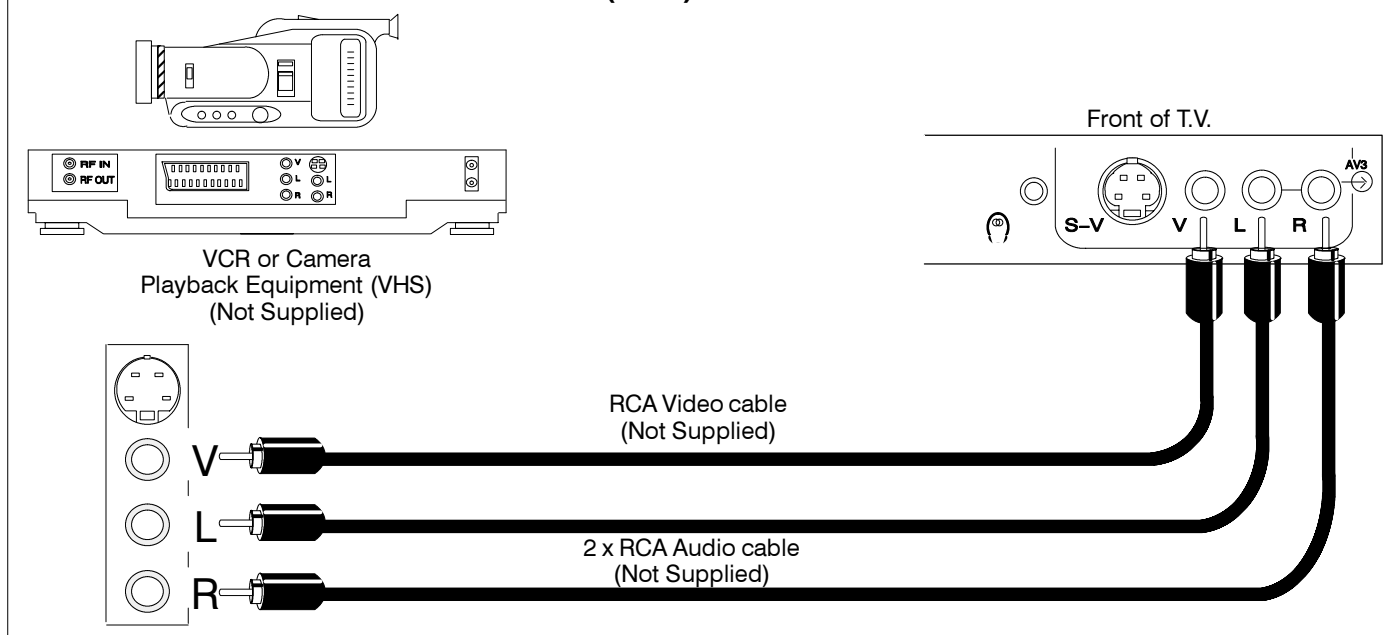 Front of T.V.
RF IN
RF OUT
V
L
R
L
R
AV3
S–V
V
L
R
VCR or Camera
Playback Equipment (VHS)
(Not Supplied)
RCA Video cable
(Not Supplied)
V
L
2 x RCA Audio cable
(Not Supplied)
R